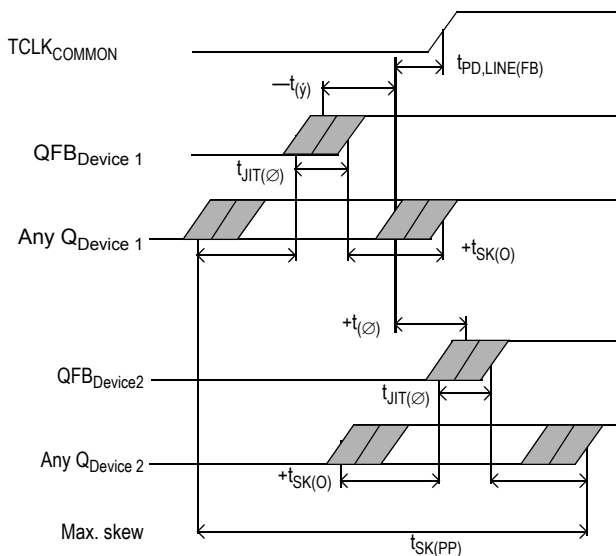 TCLKCOMMON
tPD,LINE(FB)
—t(ý)
QFBDevice 1
tJIT(∅)
Any QDevice 1
+tSK(O)
+t(∅)
QFBDevice2
tJIT(∅)
Any QDevice 2
+tSK(O)
Max. skew
tSK(PP)